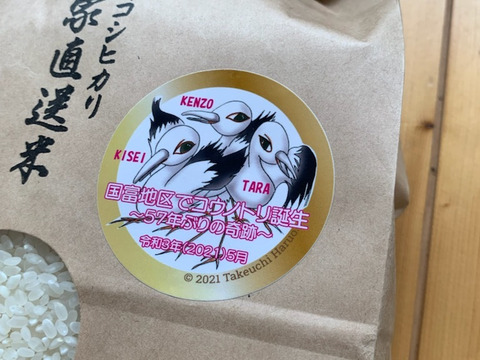 コシヒカリ
家直送米
KENZO
KISEI
TARA
国富地区でコウノトリ誕生
～57年ぶりの奇跡～
令和3年(2021)5月
© 2021 Takeuchi